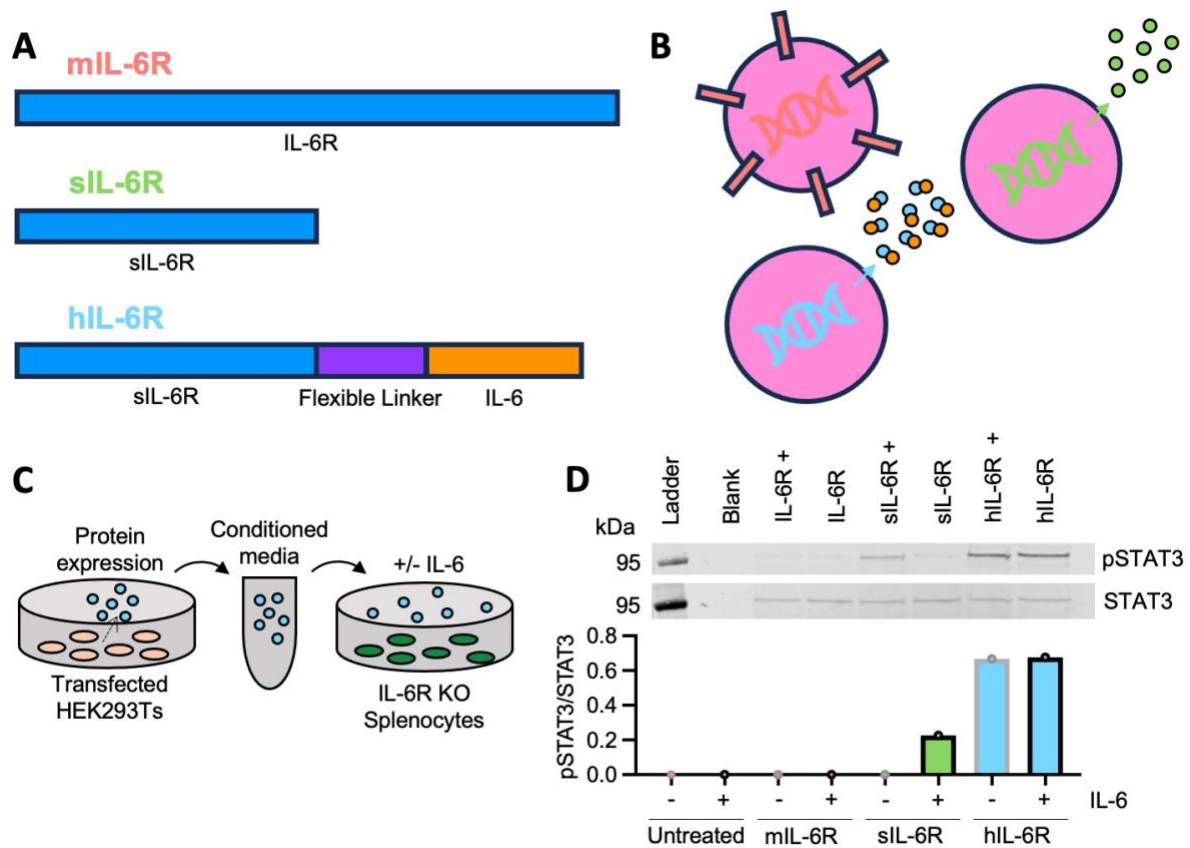 A
mIL-6R
IL-6R
sIL-6R
sIL-6R
hIL-6R
sIL-6R Flexible Linker IL-6
B
C
Protein expression
Conditioned media
+/- IL-6
Transfected HEK293Ts
IL-6R KO Splenocytes
D
kDa
Ladder
Blank
IL-6R +
IL-6R
sIL-6R +
sIL-6R
hIL-6R +
hIL-6R
95 pSTAT3
95 STAT3
pSTAT3/STAT3
0.8
0.6
0.4
0.2
0.0
- + - + - + - + IL-6
Untreated mIL-6R sIL-6R hIL-6R